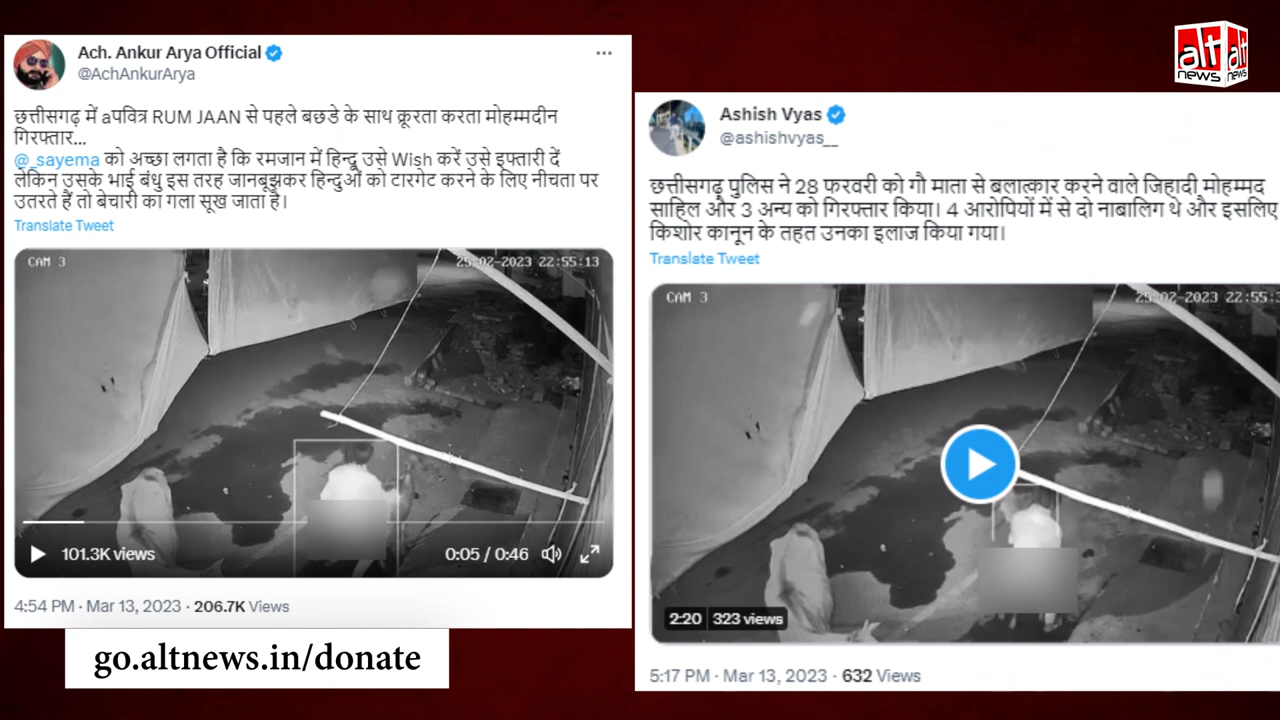 Ach. Ankur Arya Official
@AchAnkurArya
छत्तीसगढ़ में aपवित्र RUM JAAN से पहले बछडे के साथ क्रूरता करता मोहम्मदीन
गिरफ्तार...
@_sayema को अच्छा लगता है कि रमजान में हिन्दू उसे Wish करें उसे इफ्तारी दें
लेकिन उसके भाई बंधु इस तरह जानबूझकर हिन्दुओं को टारगेट करने के लिए नीचता पर
उतरते हैं तो बेचारी का गला सूख जाता है।
Translate Tweet
CAM 3
25-02-2023 22:55:13
101.3K views
0:05 / 0:46
4:54 PM · Mar 13, 2023 · 206.7K Views
go.altnews.in/donate
alt
news
alt
news
Ashish Vyas
@ashishvyas__
छत्तीसगढ़ पुलिस ने 28 फरवरी को गौ माता से बलात्कार करने वाले जिहादी मोहम्मद
साहिल और 3 अन्य को गिरफ्तार किया। 4 आरोपियों में से दो नाबालिग थे और इसलिए
किशोर कानून के तहत उनका इलाज किया गया।
Translate Tweet
CAM 3
25-02-2023
2:20
323 views
5:17 PM · Mar 13, 2023 · 632 Views